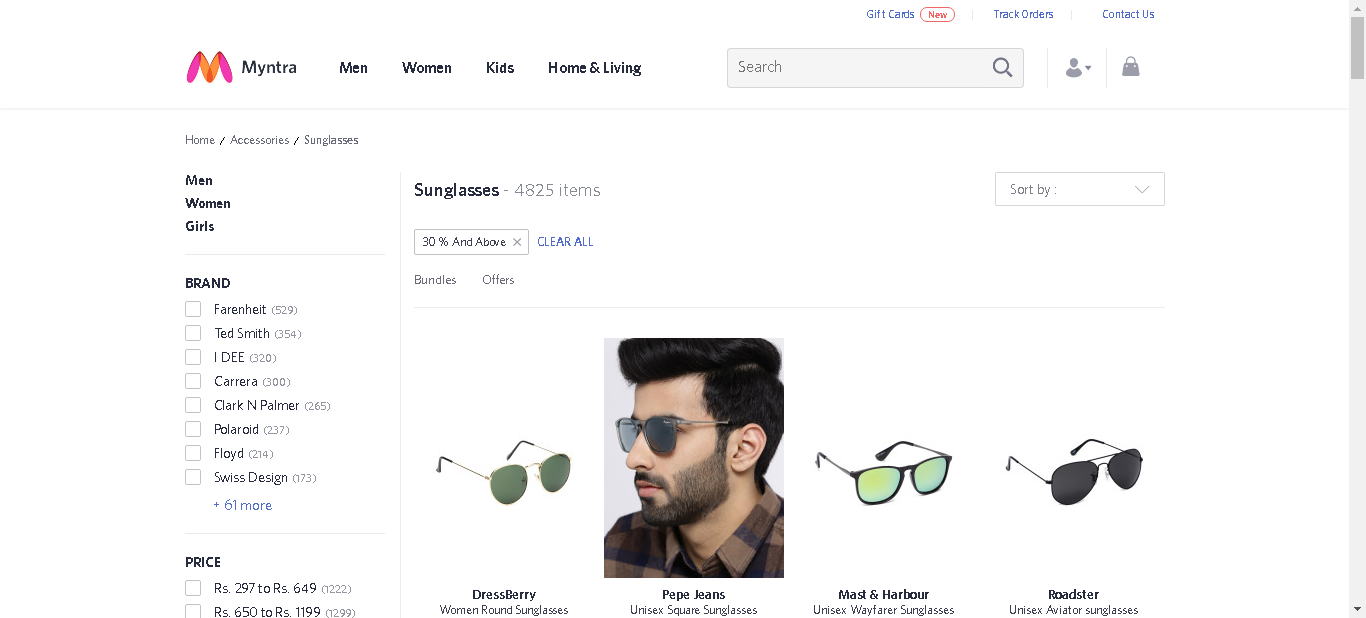 Gift Cards New Track Orders Contact Us
Myntra Men Women Kids Home & Living Search
Home / Accessories / Sunglasses
Men
Women
Girls
Sunglasses - 4825 items
Sort by :
30 % And Above × CLEAR ALL
Bundles Offers
BRAND
Farenheit (529)
Ted Smith (354)
I DEE (320)
Carrera (300)
Clark N Palmer (265)
Polaroid (237)
Floyd (214)
Swiss Design (173)
+ 61 more
PRICE
Rs. 297 to Rs. 649 (1222)
Rs. 650 to Rs. 1199 (1299)
DressBerry
Women Round Sunglasses
Pepe Jeans
Unisex Square Sunglasses
Mast & Harbour
Unisex Wayfarer Sunglasses
Roadster
Unisex Aviator sunglasses